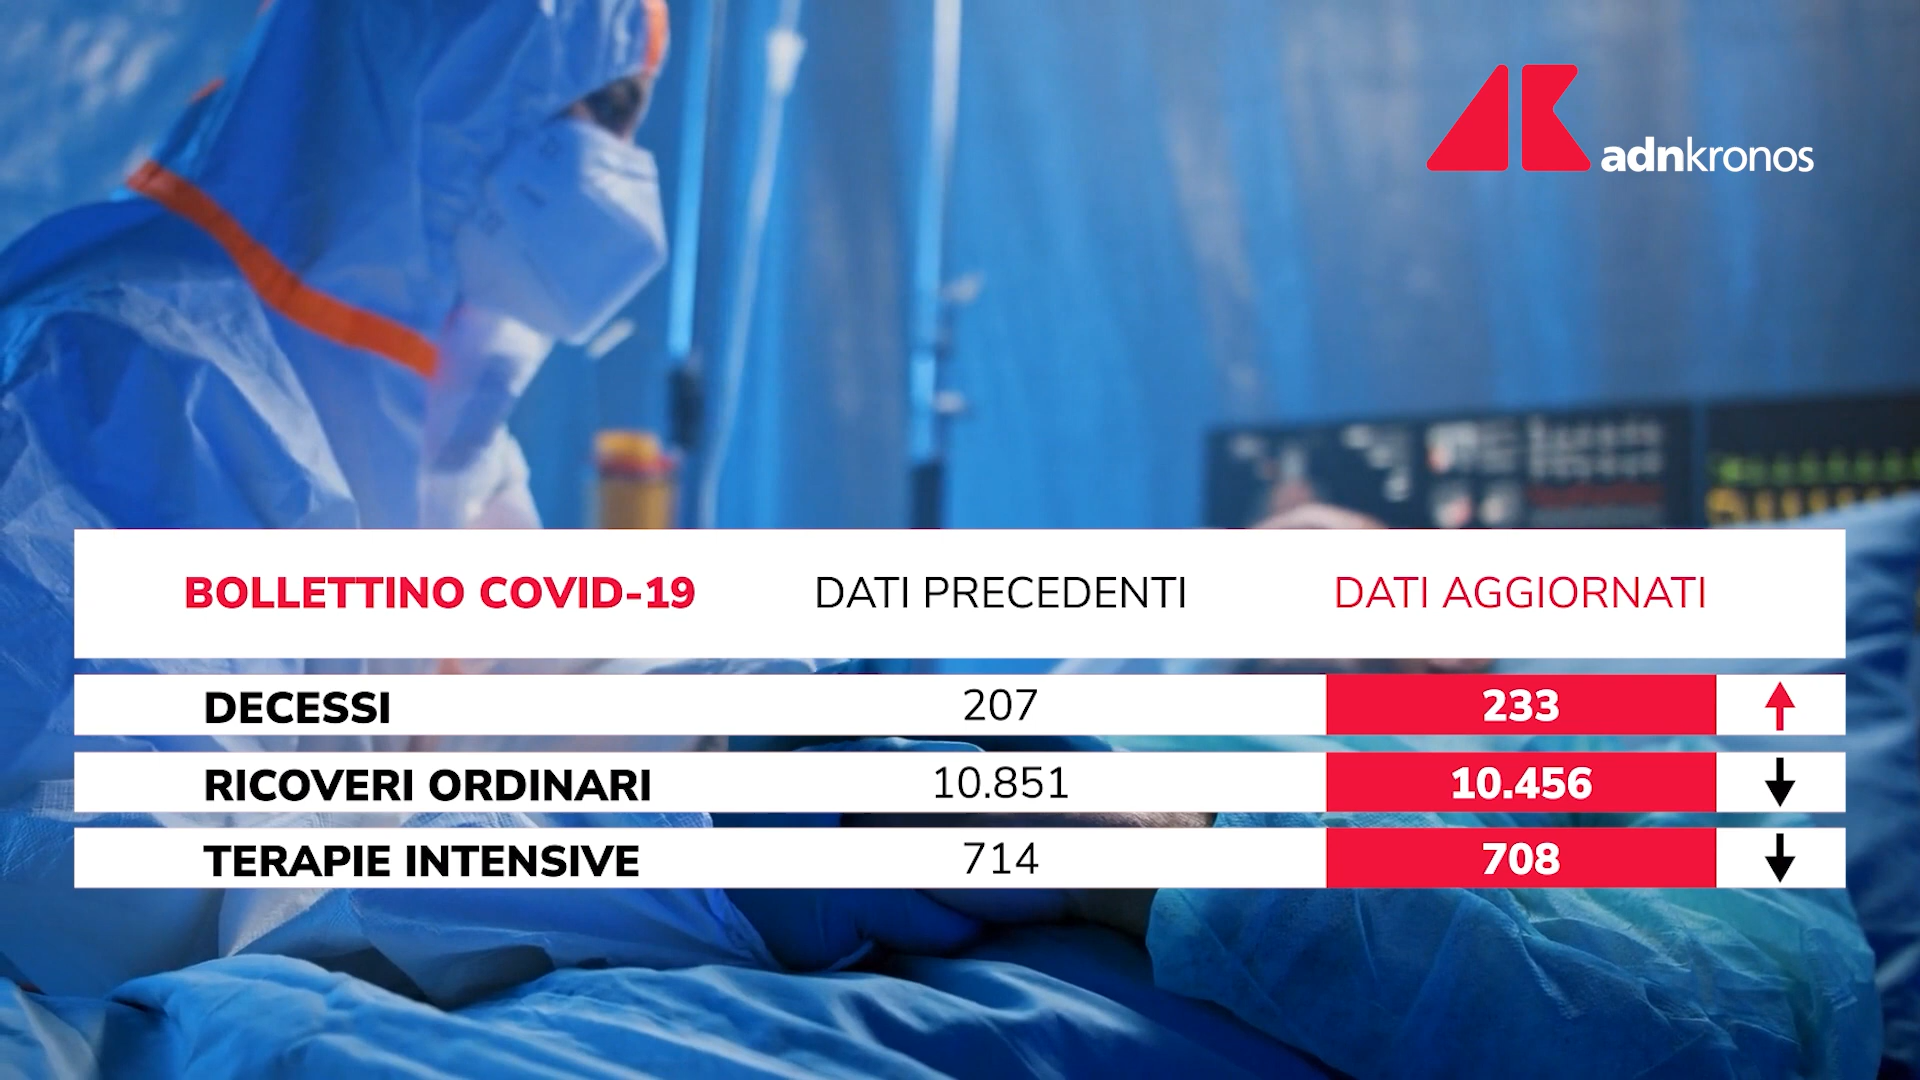 adnkronos
BOLLETTINO COVID-19 DATI PRECEDENTI DATI AGGIORNATI
DECESSI 207 233
RICOVERI ORDINARI 10.851 10.456
TERAPIE INTENSIVE 714 708